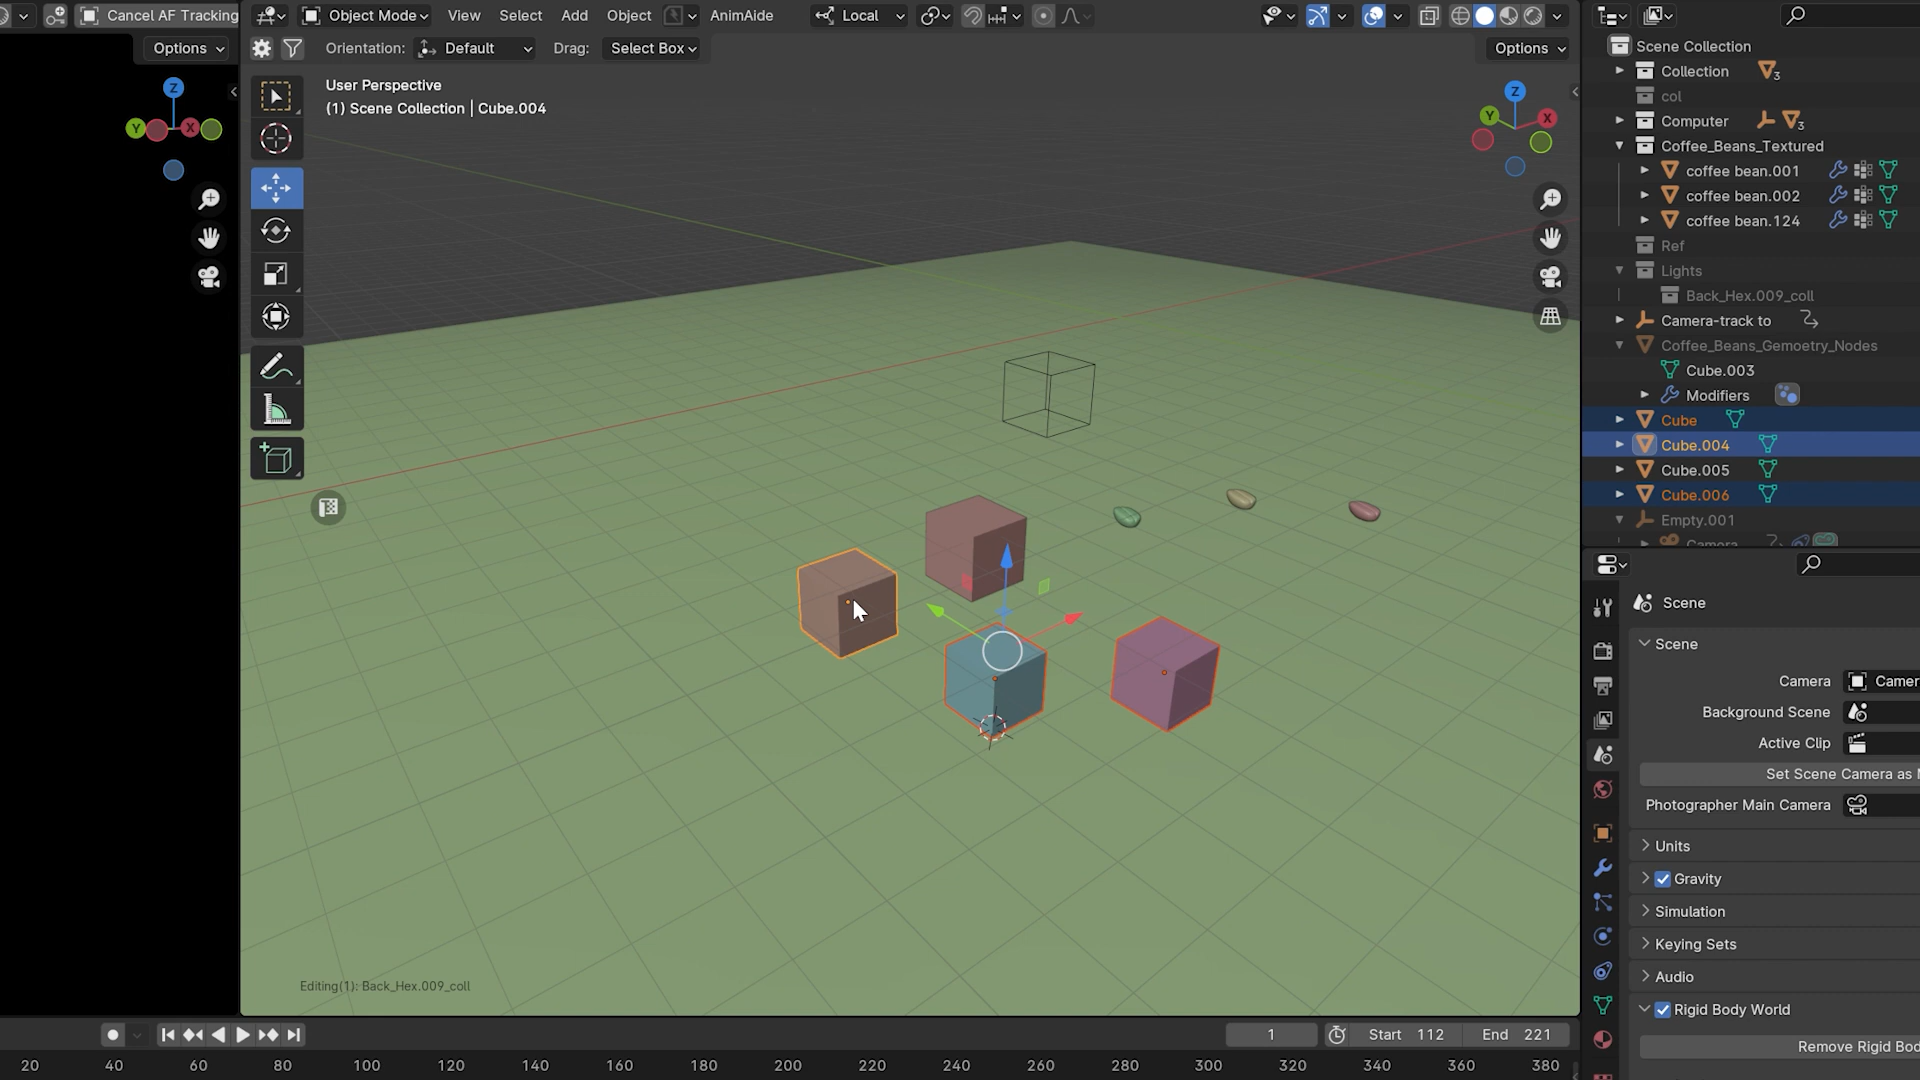 Cancel AF Tracking
Object Mode
View
Select
Add
Object
AnimAide
Local
Options
Orientation:
Default
Drag:
Select Box
Options
User Perspective
(1) Scene Collection | Cube.004
Z
Y
X
Z
Y
X
Editing(1): Back_Hex.009_coll
Scene Collection
Collection
3
col
Computer
3
Coffee_Beans_Textured
coffee bean.001
coffee bean.002
coffee bean.124
Ref
Lights
Back_Hex.009_coll
Camera-track to
Coffee_Beans_Gemoetry_Nodes
Cube.003
Modifiers
Cube
Cube.004
Cube.005
Cube.006
Empty.001
Camera
Scene
Scene
Camera
Camer
Background Scene
Active Clip
Set Scene Camera as
Photographer Main Camera
Units
Gravity
Simulation
Keying Sets
Audio
Rigid Body World
Remove Rigid Bod
1
Start 112
End 221
20 40 60 80 100 120 140 160 180 200 220 240 260 280 300 320 340 360 380